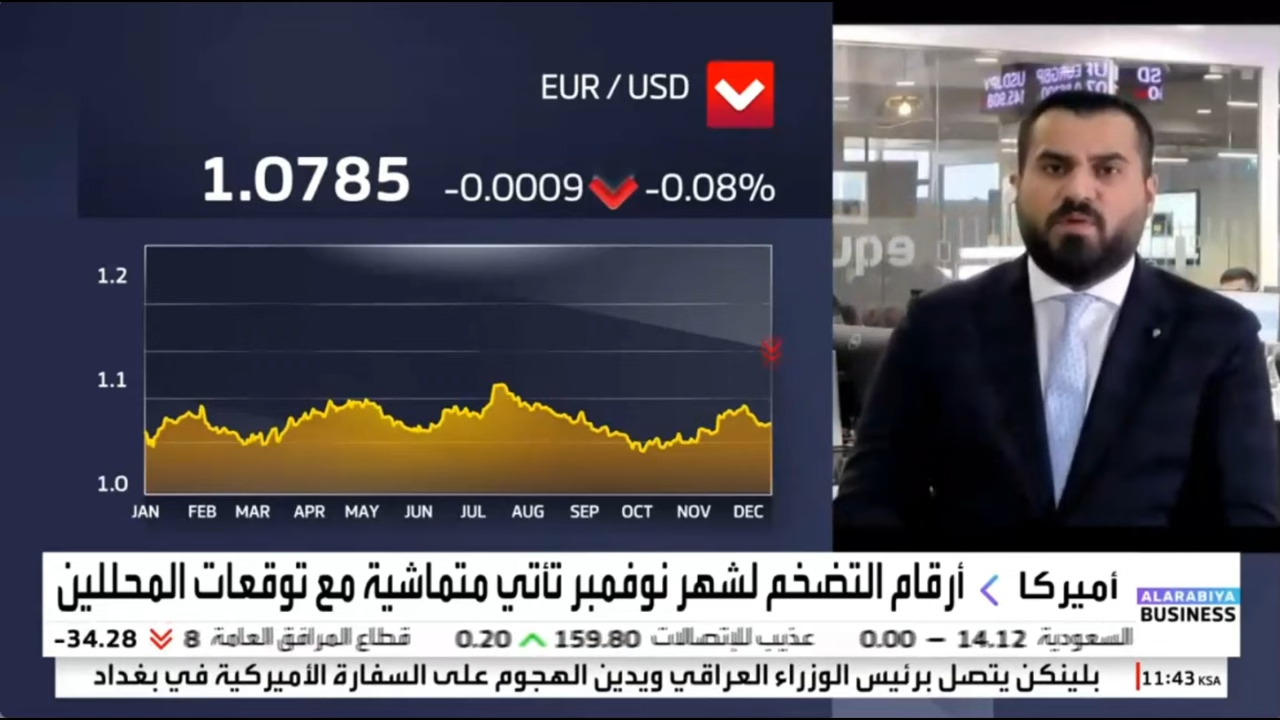 EUR / USD
1.0785 -0.0009 -0.08%
1.2
1.1
1.0
JAN FEB MAR APR MAY JUN JUL AUG SEP OCT NOV DEC
equ
أميركا > أرقام التضخم لشهر نوفمبر تأتي متماشية مع توقعات المحللين
ALARABIYA
BUSINESS
السعودية 14.12 – 0.00 عذيب للإتصالات 159.80 0.20 قطاع المرافق العامة 8 -34.28
بلينكن يتصل برئيس الوزراء العراقي ويدين الهجوم على السفارة الأميركية في بغداد
11:43 KSA